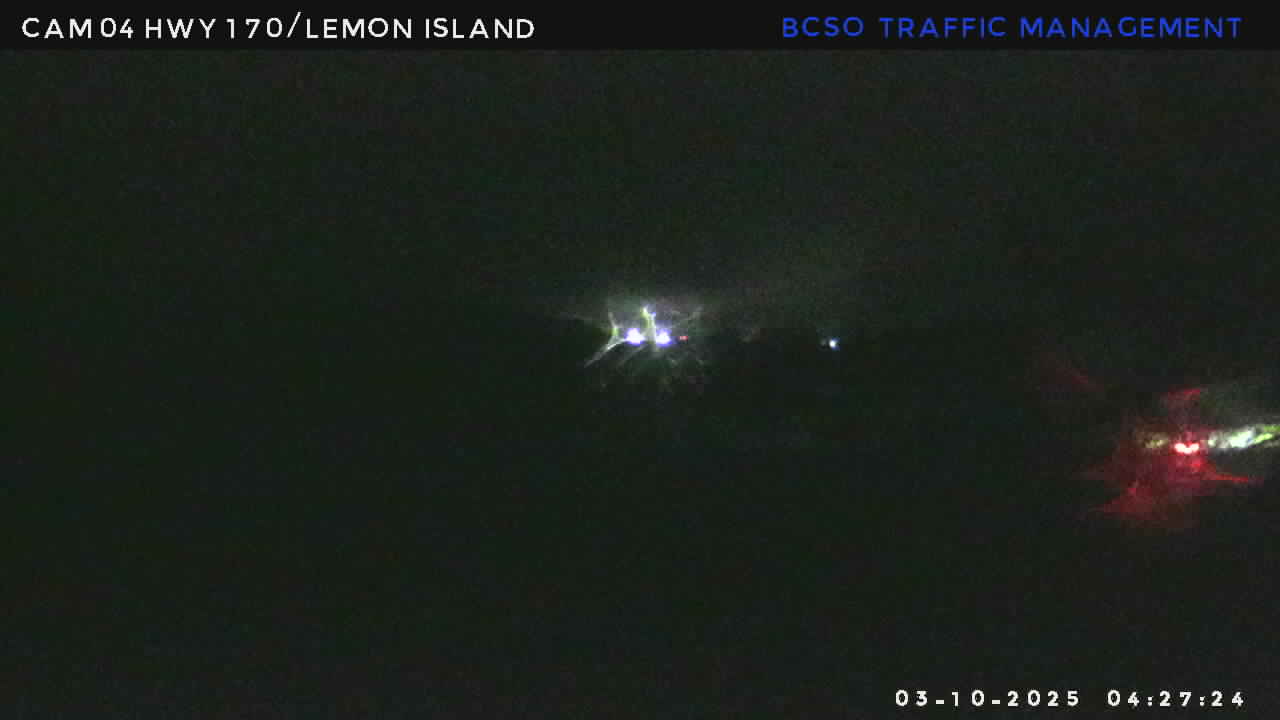 CAM04 HWY 170/LEMON ISLAND
BCSO TRAFFIC MANAGEMENT
03-10-2025 04:27:24